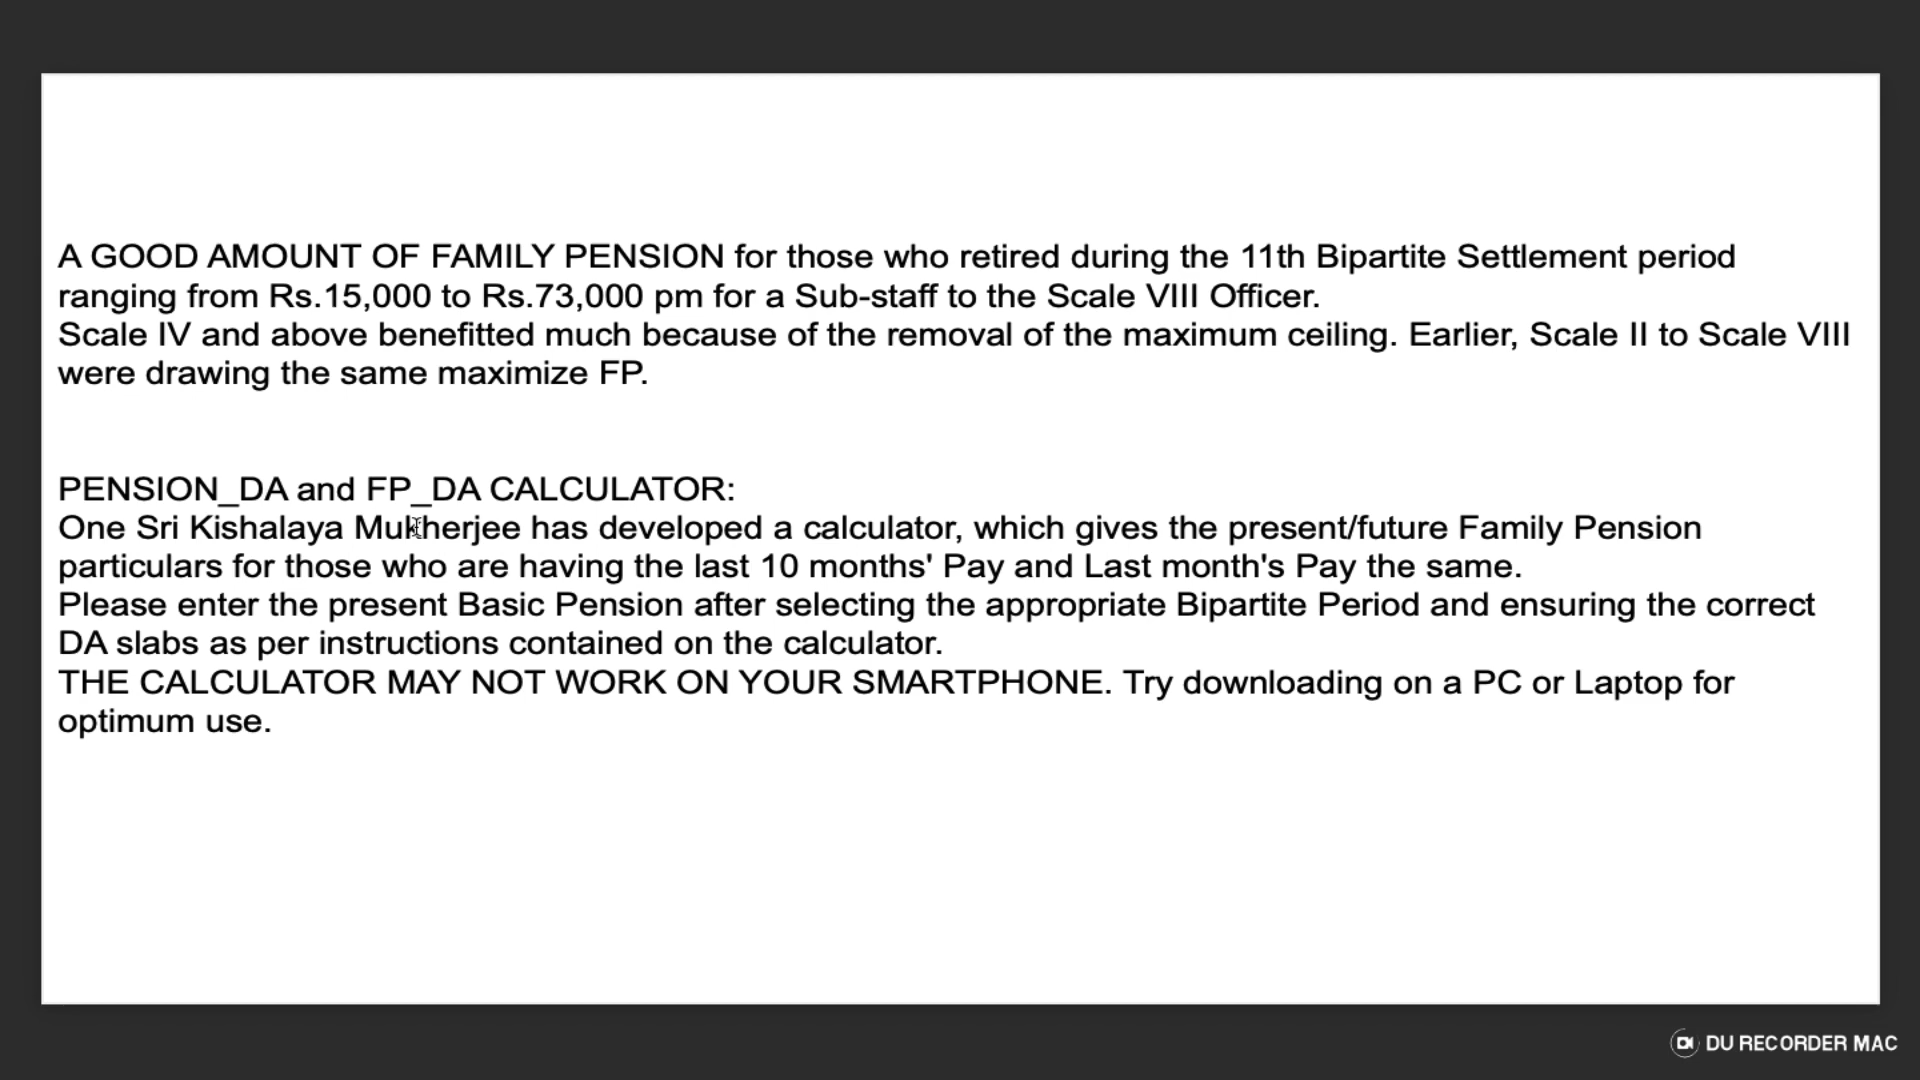 A GOOD AMOUNT OF FAMILY PENSION for those who retired during the 11th Bipartite Settlement period
ranging from Rs.15,000 to Rs.73,000 pm for a Sub-staff to the Scale VIII Officer.
Scale IV and above benefitted much because of the removal of the maximum ceiling. Earlier, Scale II to Scale VIII
were drawing the same maximize FP.
PENSION_DA and FP_DA CALCULATOR:
One Sri Kishalaya Mukherjee has developed a calculator, which gives the present/future Family Pension
particulars for those who are having the last 10 months' Pay and Last month's Pay the same.
Please enter the present Basic Pension after selecting the appropriate Bipartite Period and ensuring the correct
DA slabs as per instructions contained on the calculator.
THE CALCULATOR MAY NOT WORK ON YOUR SMARTPHONE. Try downloading on a PC or Laptop for
optimum use.
DU RECORDER MAC